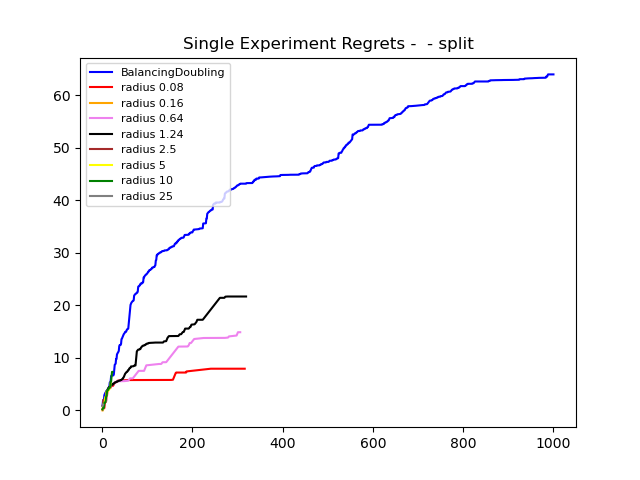 Single Experiment Regrets -  - split
BalancingDoubling
radius 0.08
radius 0.16
radius 0.64
radius 1.24
radius 2.5
radius 5
radius 10
radius 25
60
50
40
30
20
10
0
0 200 400 600 800 1000